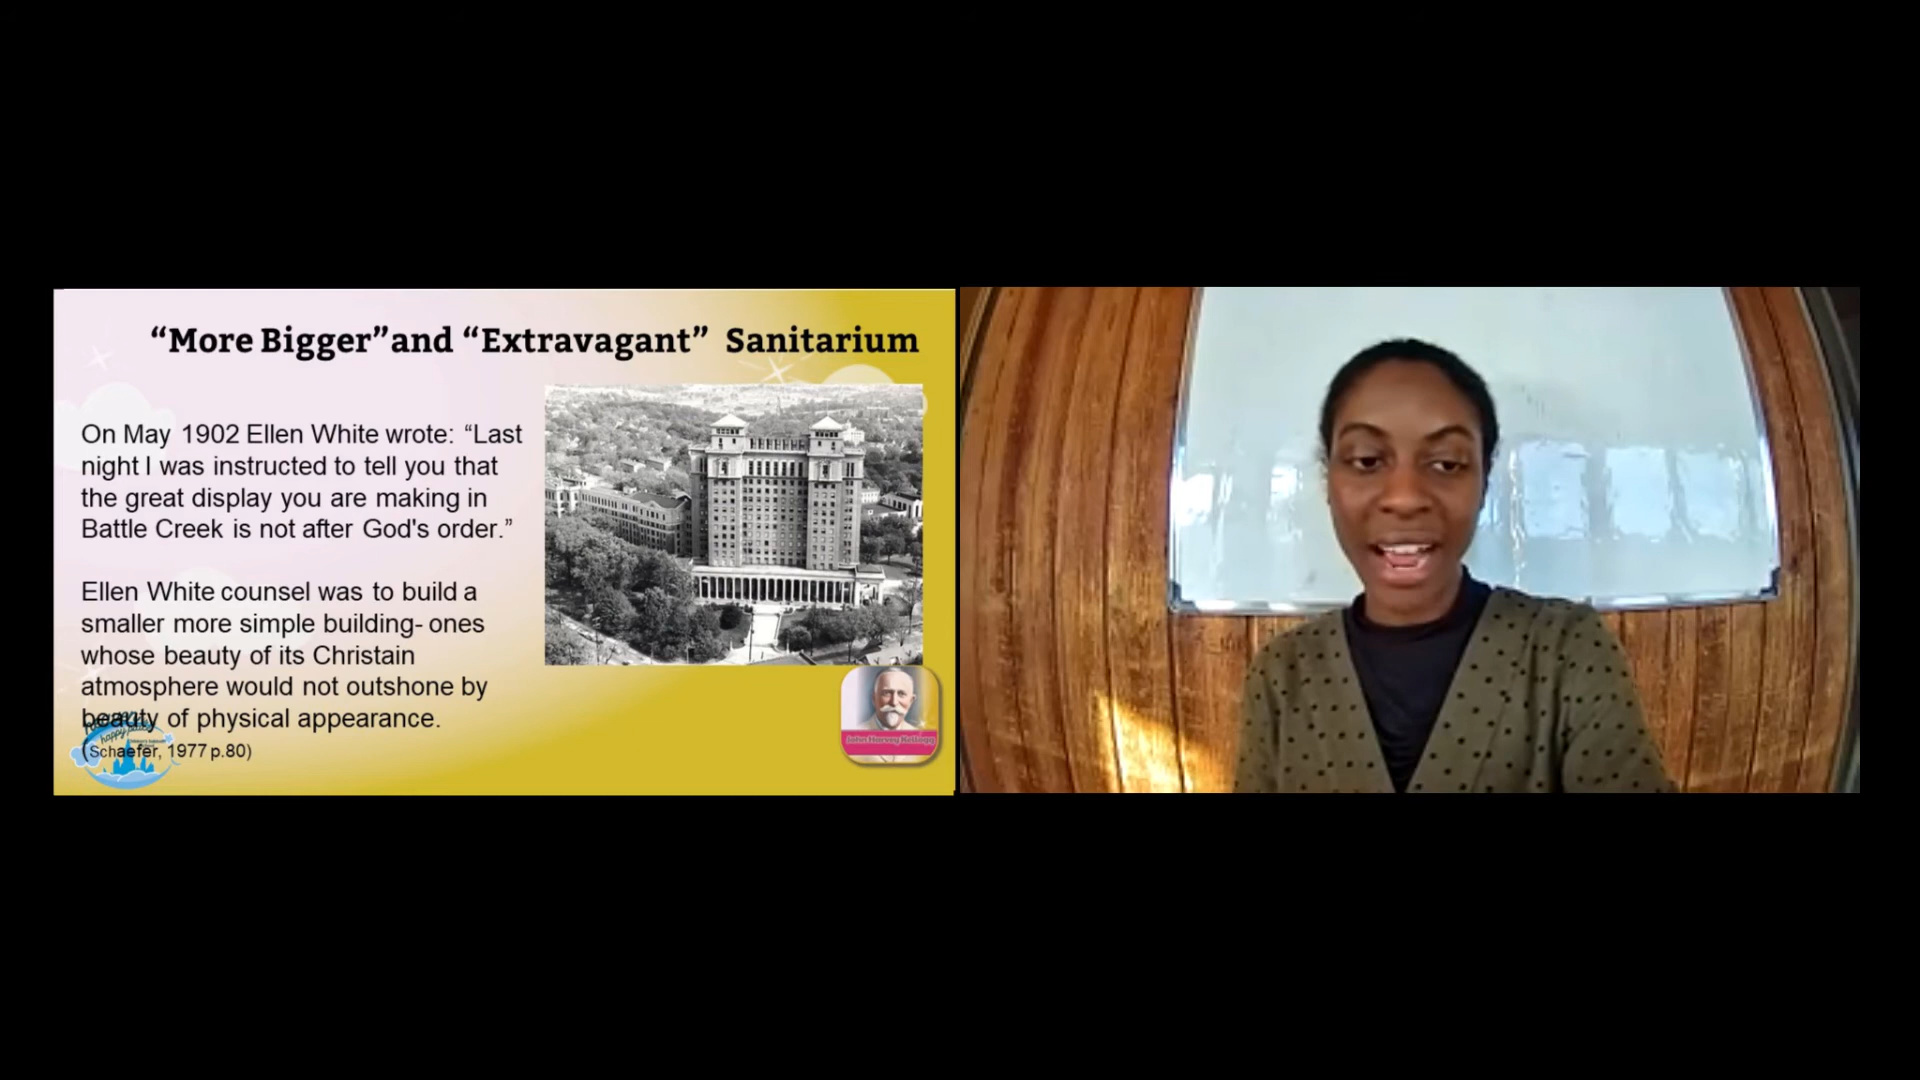 “More Bigger”and “Extravagant” Sanitarium
On May 1902 Ellen White wrote: “Last
night I was instructed to tell you that
the great display you are making in
Battle Creek is not after God's order.”
Ellen White counsel was to build a
smaller more simple building- ones
whose beauty of its Christain
atmosphere would not outshone by
beauty of physical appearance.
(Schaefer, 1977 p.80)
John Harvey Kellogg